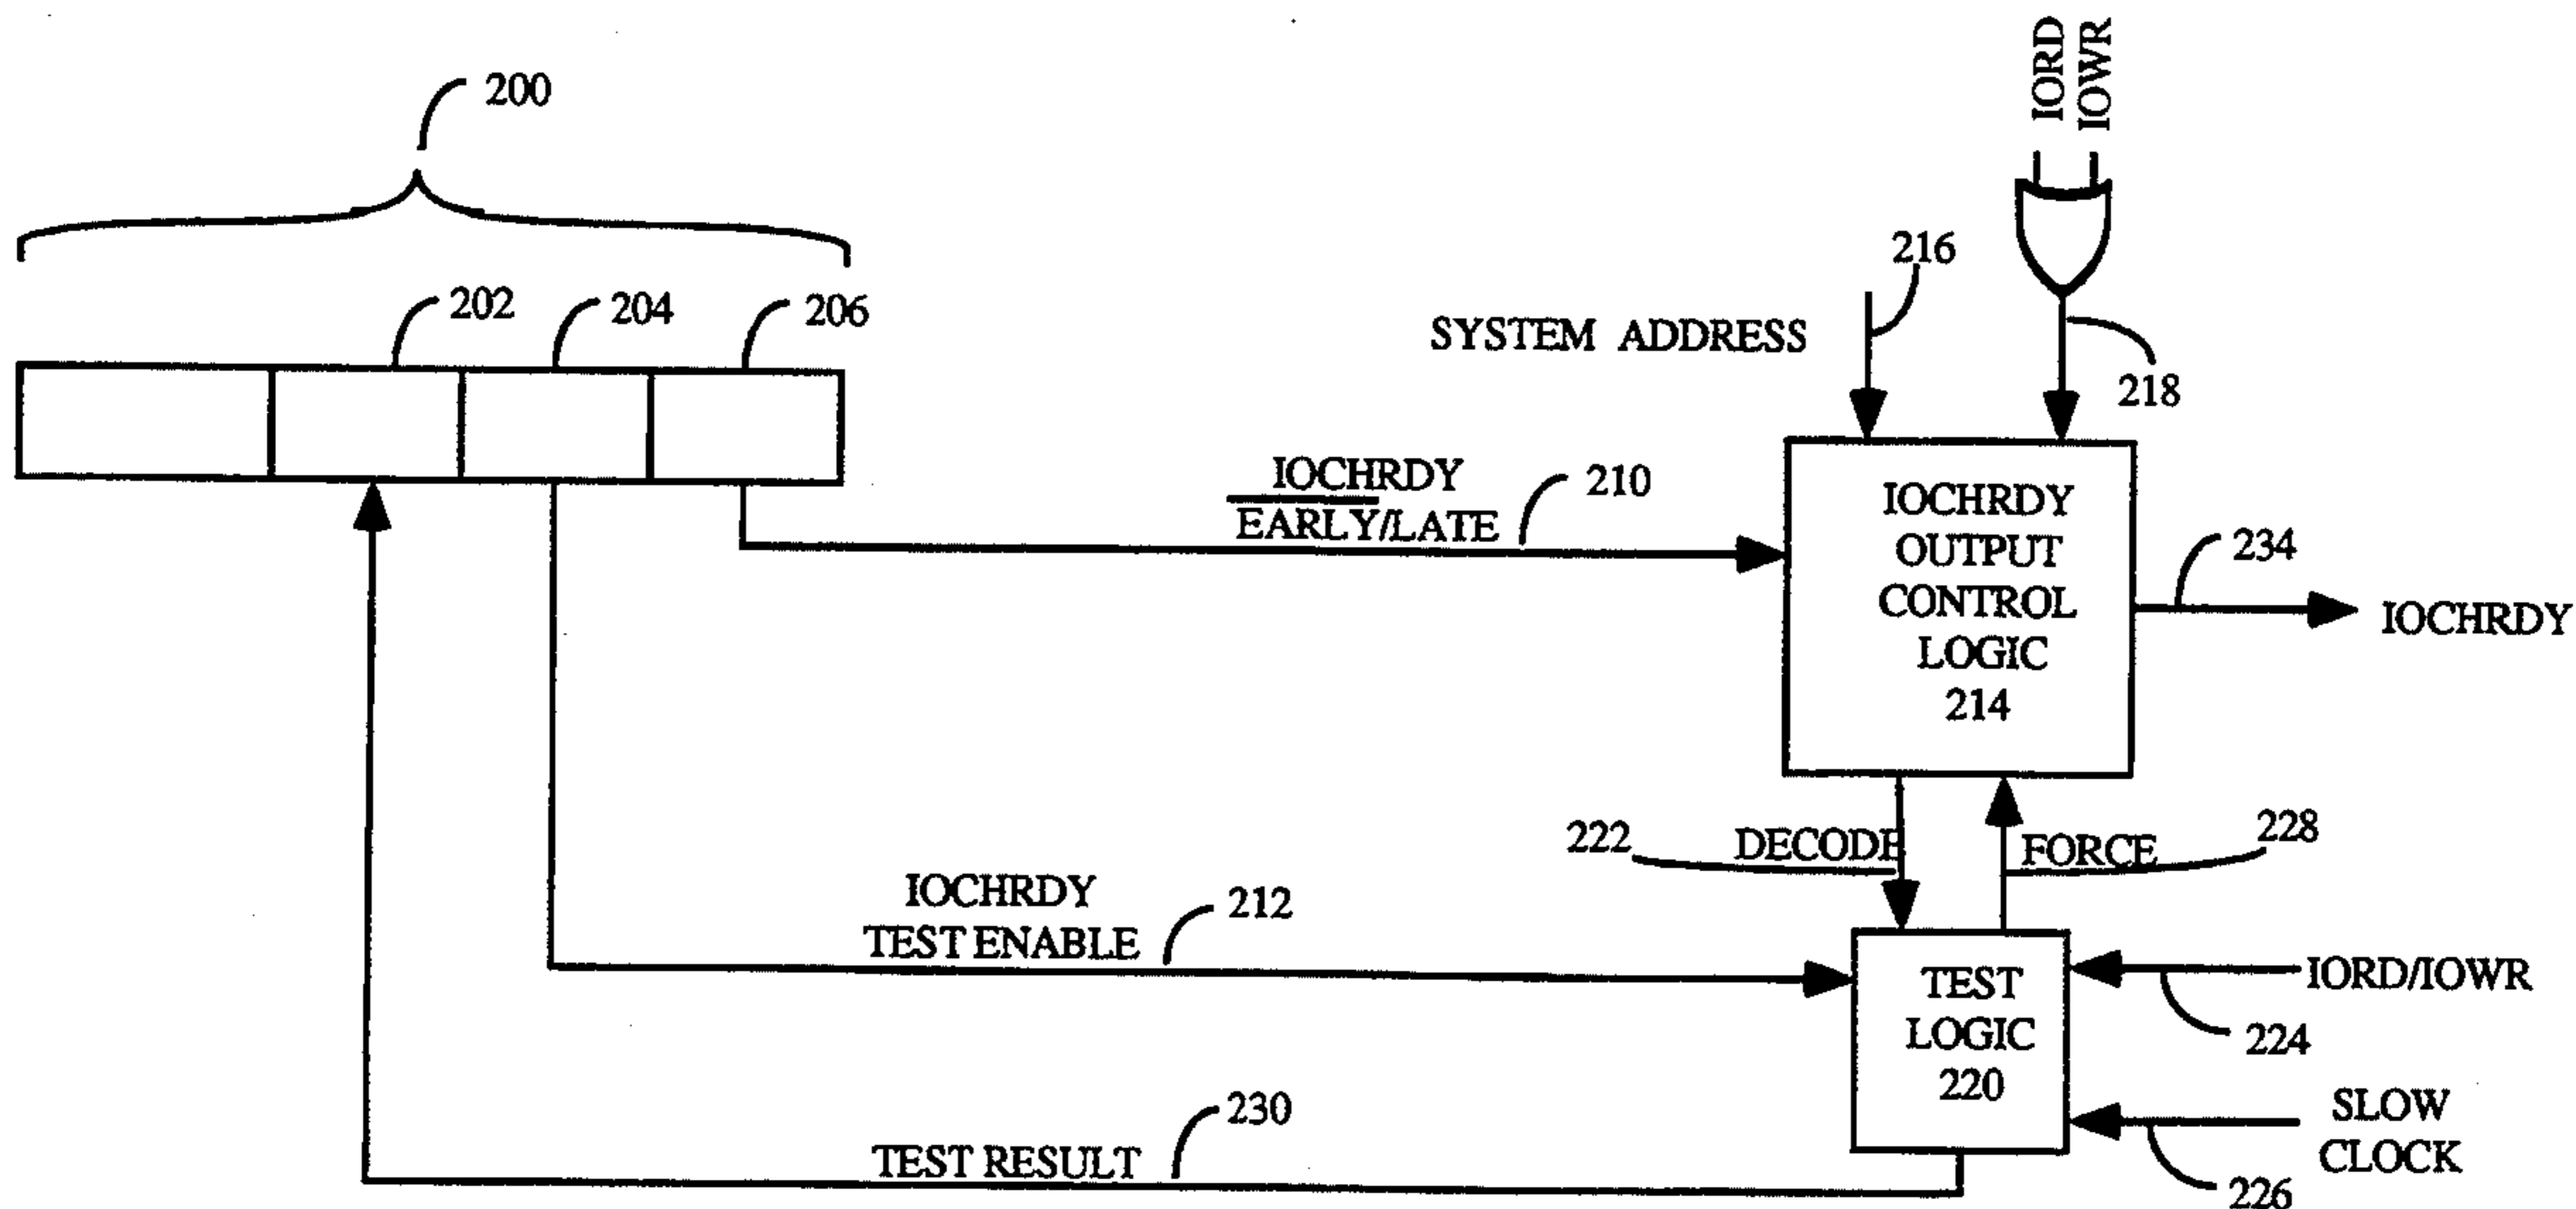 IORD
IOWR
200
216
202
204
206
SYSTEM ADDRESS
218
IOCHRDY
EARLY/LATE
210
IOCHRDY
OUTPUT
CONTROL
LOGIC
214
234
IOCHRDY
222
DECODE
FORCE
228
IOCHRDY
TEST ENABLE
212
TEST
LOGIC
220
IORD/IOWR
224
SLOW
CLOCK
226
TEST RESULT
230